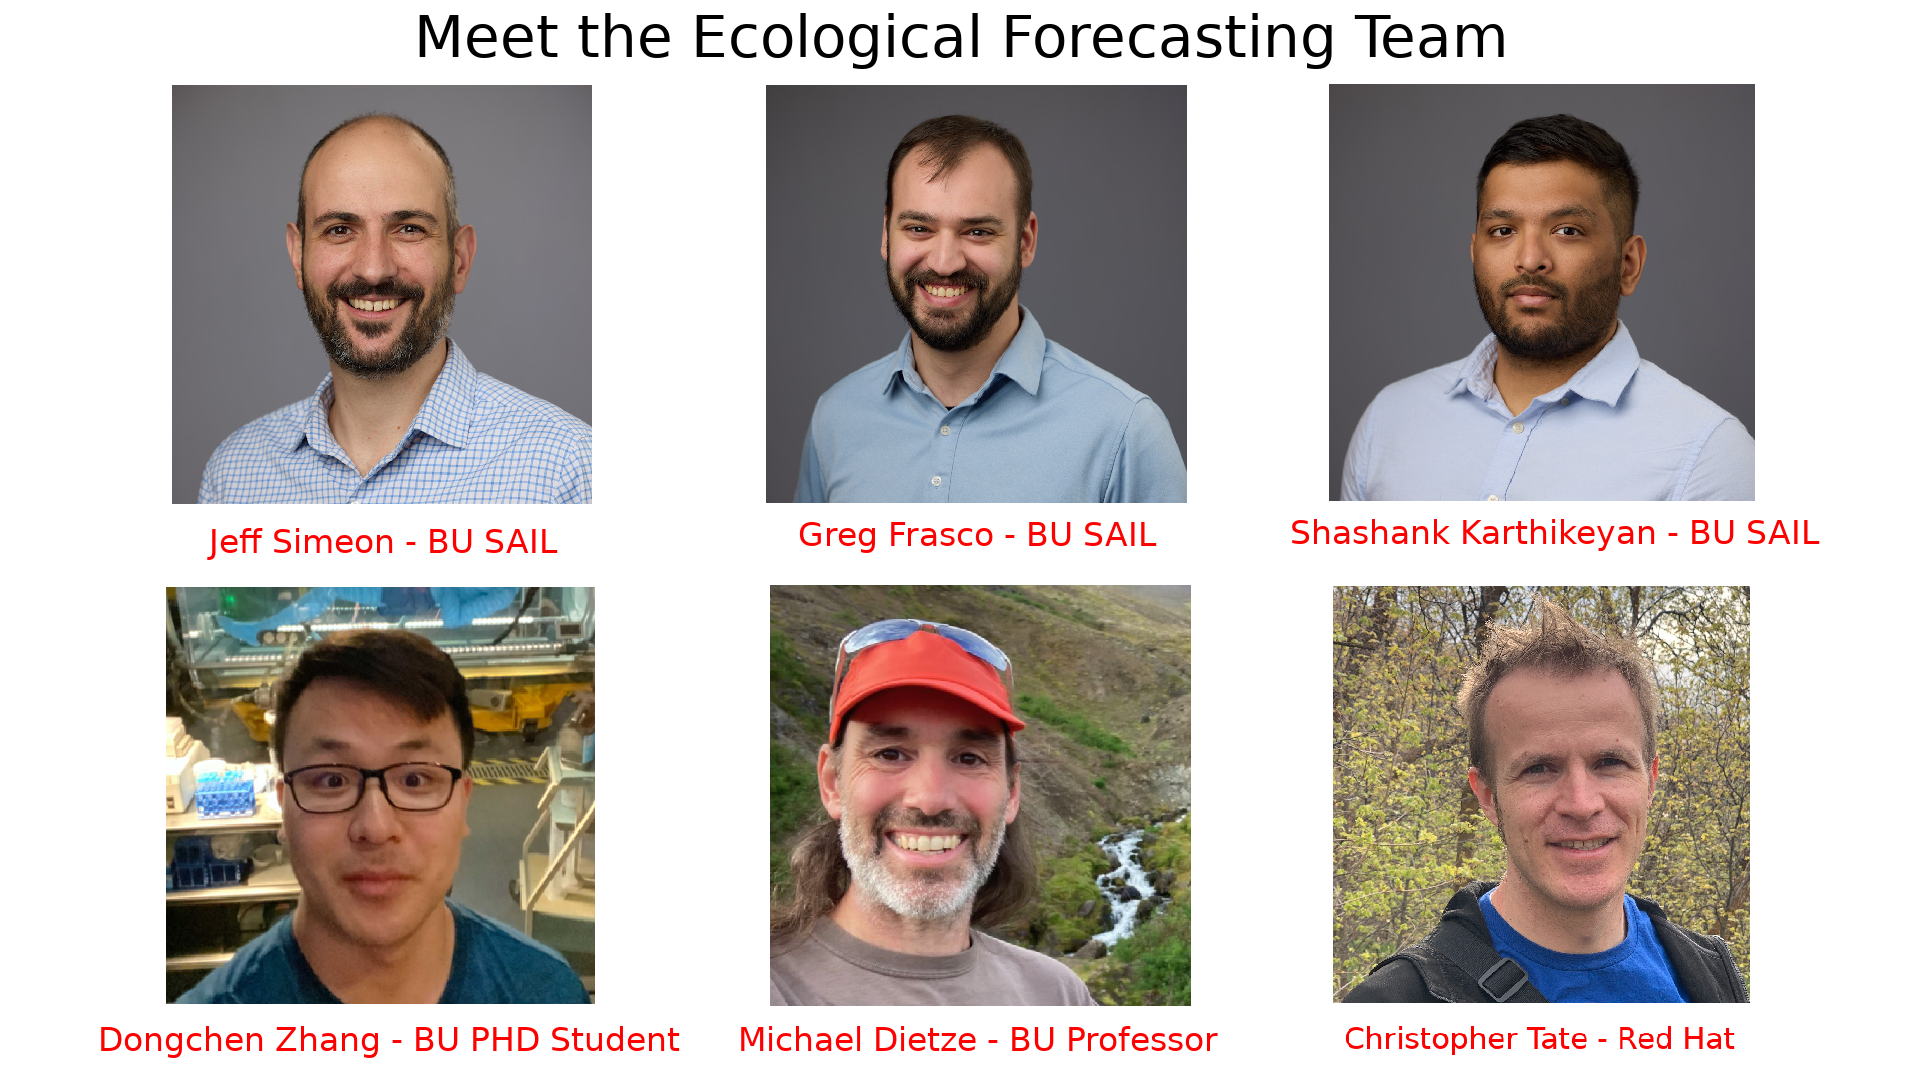 Meet the Ecological Forecasting Team
Jeff Simeon - BU SAIL
Greg Frasco - BU SAIL
Shashank Karthikeyan - BU SAIL
Dongchen Zhang - BU PHD Student
Michael Dietze - BU Professor
Christopher Tate - Red Hat